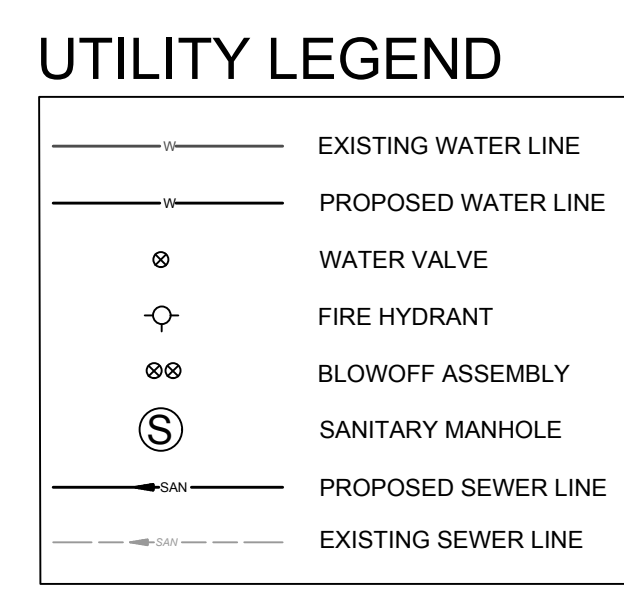 UTILITY LEGEND
W EXISTING WATER LINE
W PROPOSED WATER LINE
WATER VALVE
FIRE HYDRANT
BLOWOFF ASSEMBLY
S SANITARY MANHOLE
SAN PROPOSED SEWER LINE
SAN EXISTING SEWER LINE